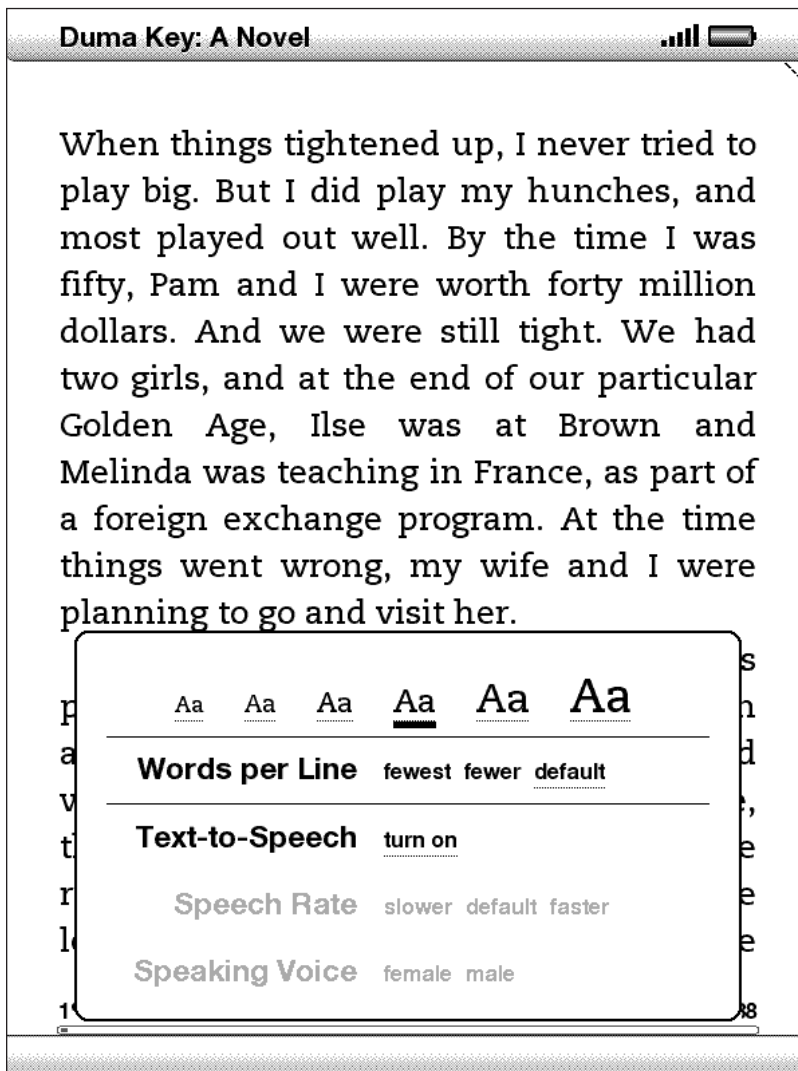 Duma Key: A Novel
When things tightened up, I never tried to
play big. But I did play my hunches, and
most played out well. By the time I was
fifty, Pam and I were worth forty million
dollars. And we were still tight. We had
two girls, and at the end of our particular
Golden Age, Ilse was at Brown and
Melinda was teaching in France, as part of
a foreign exchange program. At the time
things went wrong, my wife and I were
planning to go and visit her.
Aa Aa Aa Aa Aa Aa
Words per Line fewest fewer default
Text-to-Speech turn on
Speech Rate slower default faster
Speaking Voice female male